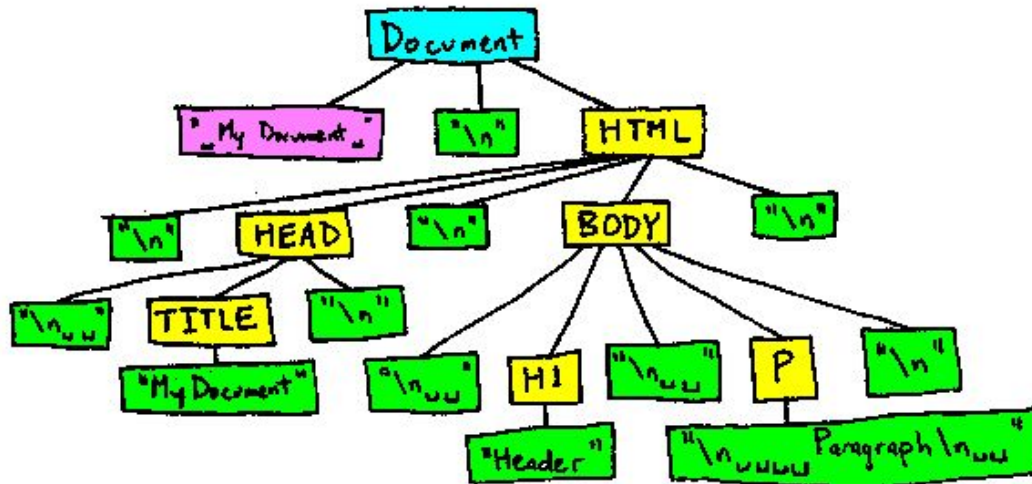 Document
"␣My Document␣"
"\n"
HTML
"\n"
HEAD
"\n"
BODY
"\n"
"\n␣␣"
TITLE
"\n"
"My Document"
"\n␣␣"
H1
"\n␣␣"
P
"\n"
"Header"
"\n␣␣␣␣Paragraph\n␣␣"